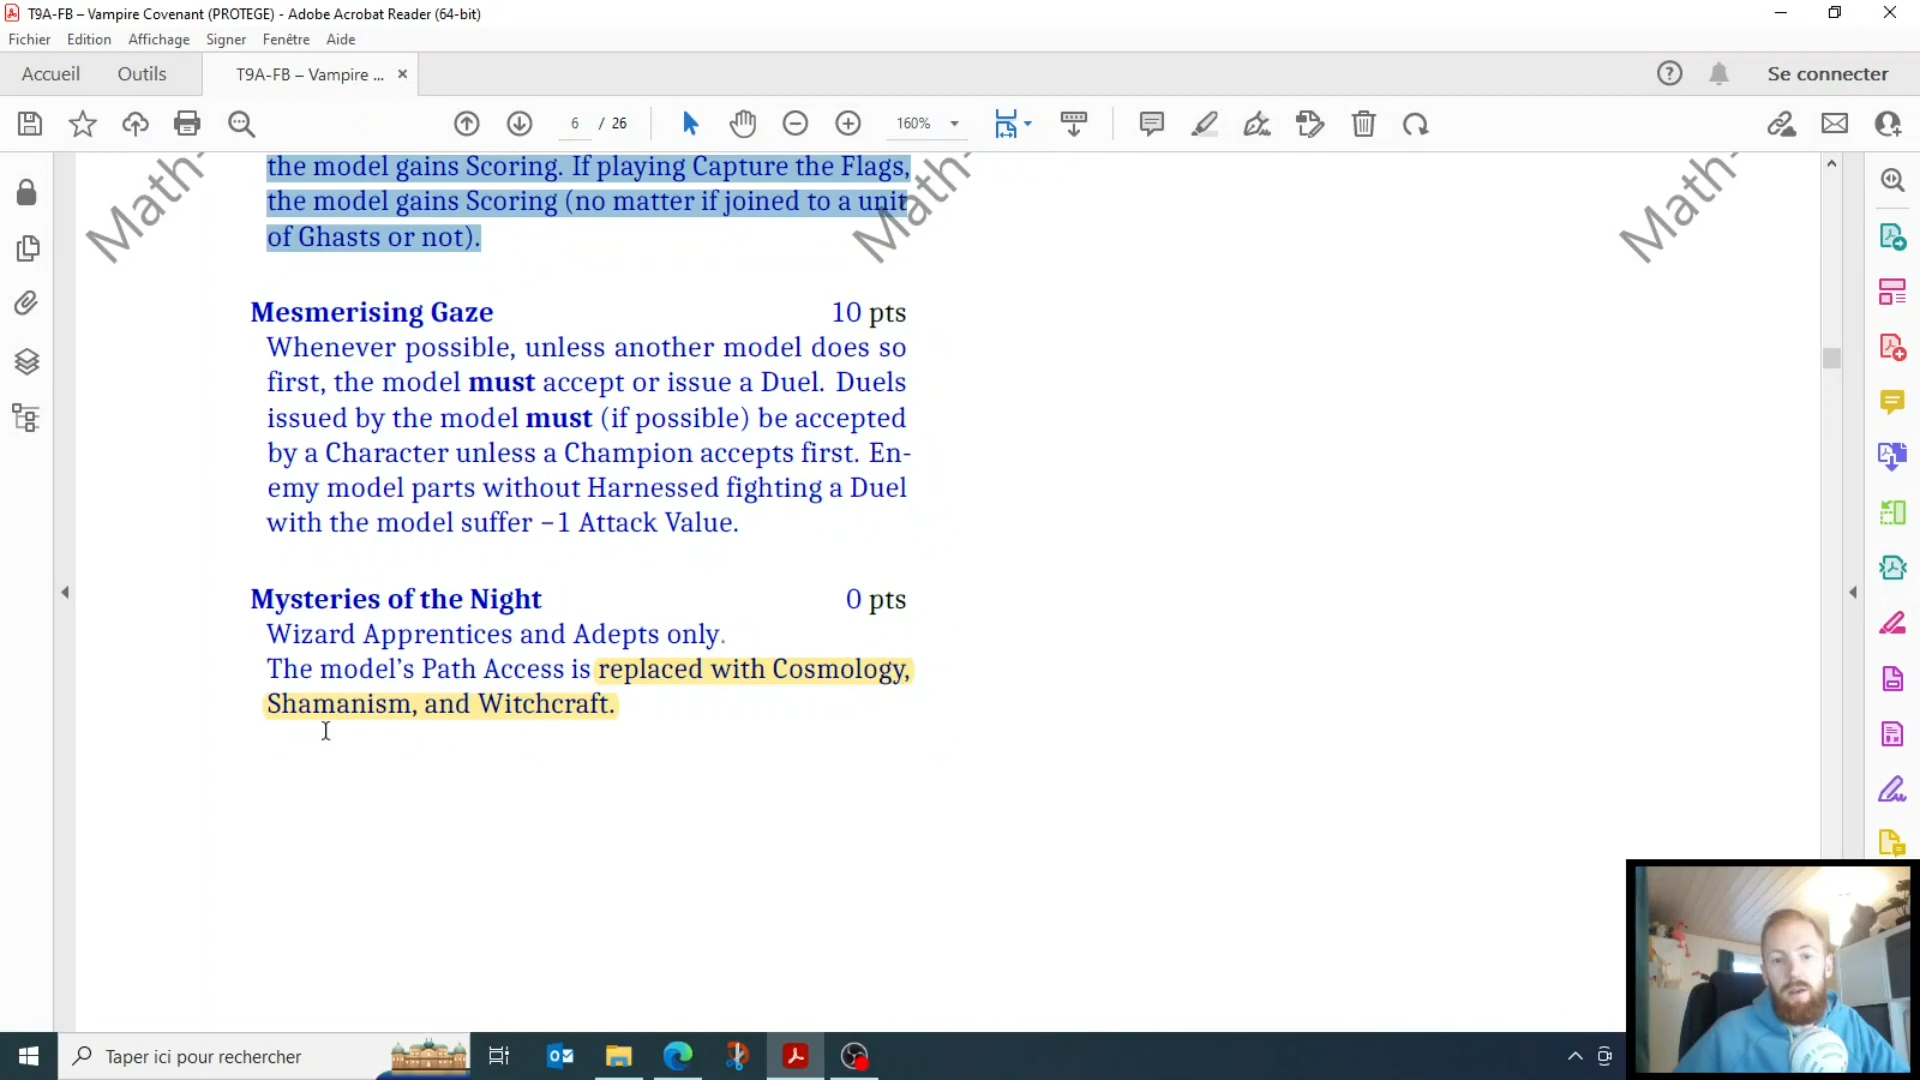 T9A-FB – Vampire Covenant (PROTEGE) - Adobe Acrobat Reader (64-bit)
Fichier Edition Affichage Signer Fenêtre Aide
Accueil Outils T9A-FB – Vampire ... × Se connecter
6 / 26 160%
the model gains Scoring. If playing Capture the Flags,
the model gains Scoring (no matter if joined to a unit
of Ghasts or not).
Math- Math- Math-
Mesmerising Gaze 10 pts
Whenever possible, unless another model does so
first, the model must accept or issue a Duel. Duels
issued by the model must (if possible) be accepted
by a Character unless a Champion accepts first. En-
emy model parts without Harnessed fighting a Duel
with the model suffer −1 Attack Value.
Mysteries of the Night 0 pts
Wizard Apprentices and Adepts only.
The model's Path Access is replaced with Cosmology,
Shamanism, and Witchcraft.
Taper ici pour rechercher